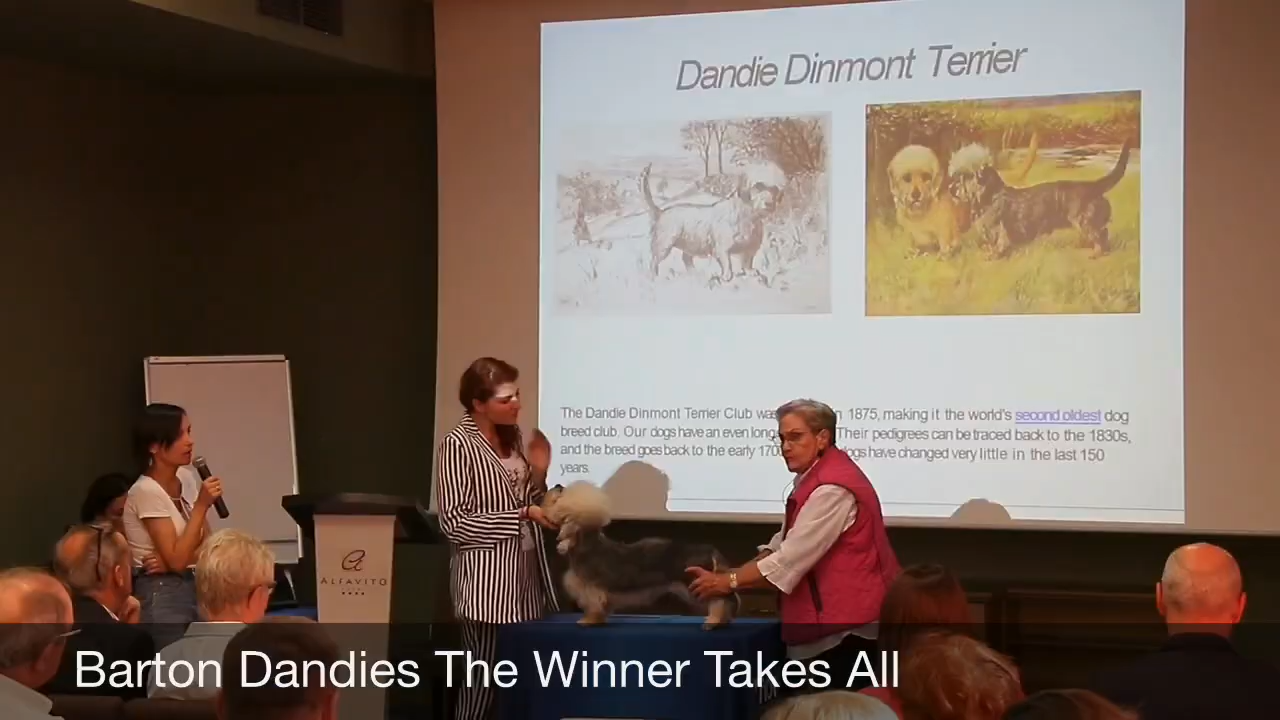 Dandie Dinmont Terrier
The Dandie Dinmont Terrier Club was 1875, making it the world's second oldest dog
breed club. Our dogs have an even long Their pedigrees can be traced back to the 1830s,
and the breed goes back to the early 170 dogs have changed very little in the last 150
years.
ALFAVITO
Barton Dandies The Winner Takes All